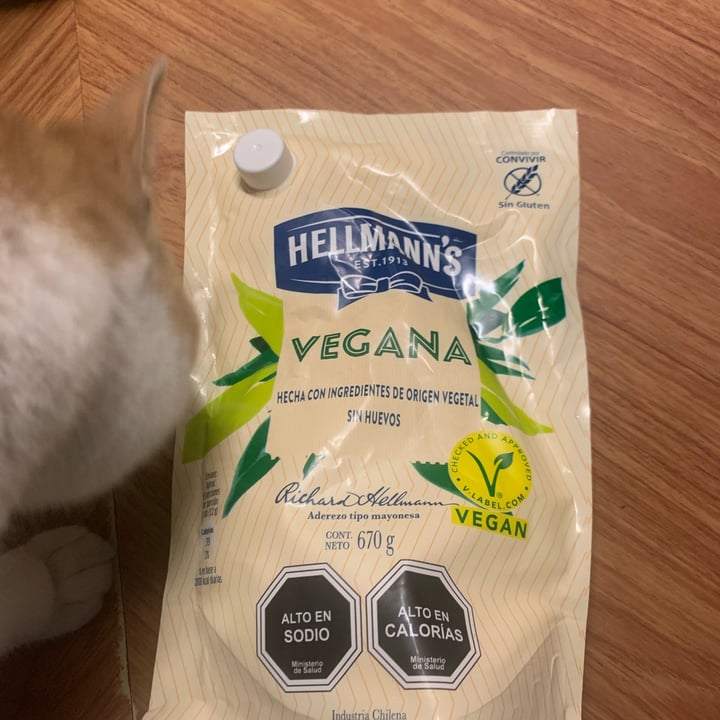 Controlado por
CONVIVIR
Sin Gluten
HELLMANN'S
EST. 1913
VEGANA
HECHA CON INGREDIENTES DE ORIGEN VEGETAL
SIN HUEVOS
CHECKED AND APPROVED
V-LABEL.COM
VEGAN
Richard Hellmann
Aderezo tipo mayonesa
CONT.
NETO 670 g
ALTO EN
SODIO
Ministerio
de Salud
ALTO EN
CALORÍAS
Ministerio
de Salud
Industria Chilena